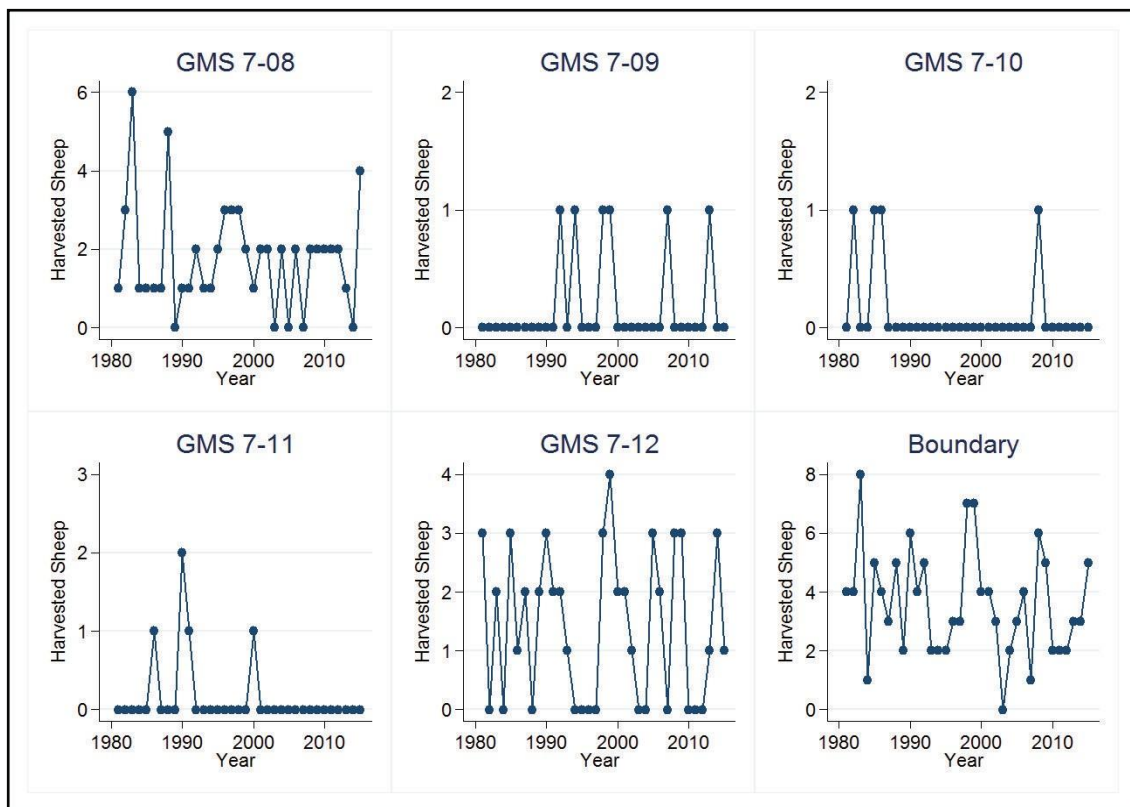 GMS 7-08
Harvested Sheep
6
4
2
0
1980 1990 2000 2010
Year
GMS 7-09
Harvested Sheep
2
1
0
1980 1990 2000 2010
Year
GMS 7-10
Harvested Sheep
2
1
0
1980 1990 2000 2010
Year
GMS 7-11
Harvested Sheep
3
2
1
0
1980 1990 2000 2010
Year
GMS 7-12
Harvested Sheep
4
3
2
1
0
1980 1990 2000 2010
Year
Boundary
Harvested Sheep
8
6
4
2
0
1980 1990 2000 2010
Year